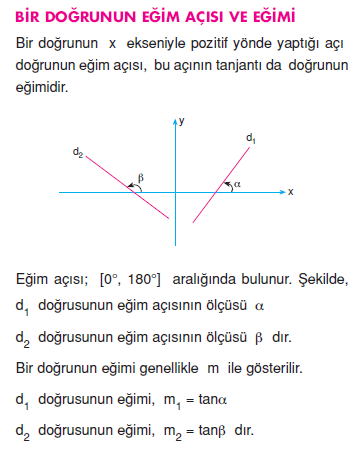 BİR DOĞRUNUN EĞİM AÇISI VE EĞİMİ
Bir doğrunun x ekseniyle pozitif yönde yaptığı açı
doğrunun eğim açısı, bu açının tanjantı da doğrunun
eğimidir.
y
d₁
d₂
β
α
x
Eğim açısı; [0°, 180°] aralığında bulunur. Şekilde,
d₁ doğrusunun eğim açısının ölçüsü α
d₂ doğrusunun eğim açısının ölçüsü β dır.
Bir doğrunun eğimi genellikle m ile gösterilir.
d₁ doğrusunun eğimi, m₁ = tanα
d₂ doğrusunun eğimi, m₂ = tanβ dır.